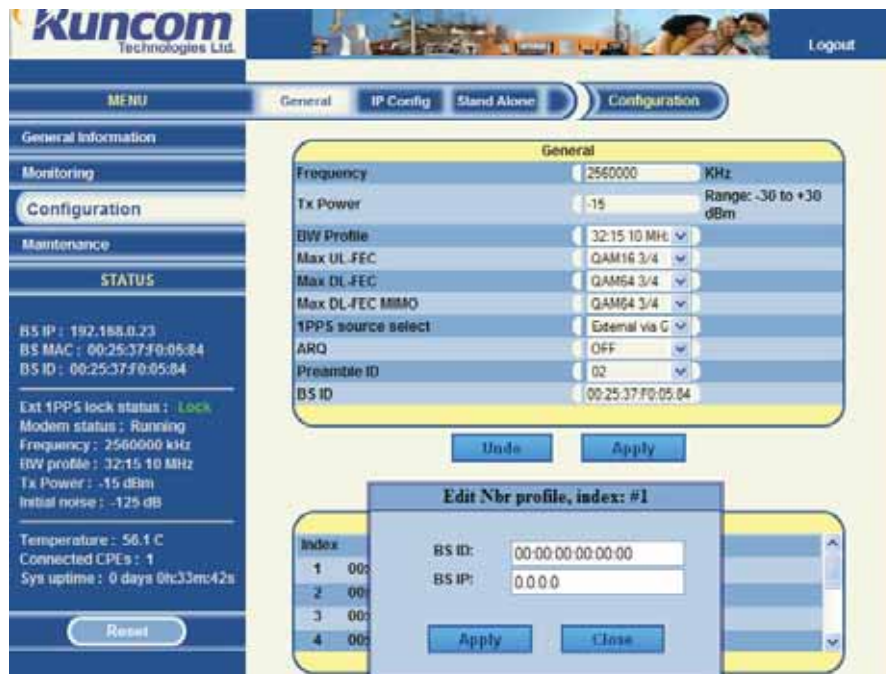 Runcom
Technologies Ltd.
Logout
MENU
General
IP Config
Stand Alone
Configuration
General Information
Monitoring
Configuration
Maintenance
STATUS
BS IP : 192.168.0.23
BS MAC : 00:25:37:F0:05:84
BS ID : 00:25:37:F0:05:84
Ext 1PPS lock status : Lock
Modem status : Running
Frequency : 2560000 kHz
BW profile : 32:15 10 MHz
Tx Power : -15 dBm
Initial noise : -125 dB
Temperature : 56.1 C
Connected CPEs : 1
Sys uptime : 0 days 0h:33m:42s
Reset
General
Frequency 2560000 KHz
Tx Power -15 Range: -30 to +30 dBm
BW Profile 32:15 10 MHz
Max UL-FEC QAM16 3/4
Max DL-FEC QAM64 3/4
Max DL-FEC MIMO QAM64 3/4
1PPS source select External via G
ARQ OFF
Preamble ID 02
BS ID 00:25:37:F0:05:84
Undo Apply
Index
1 00:
2 00:
3 00:
4 00:
Edit Nbr profile, index: #1
BS ID: 00:00:00:00:00:00
BS IP: 0.0.0.0
Apply Close